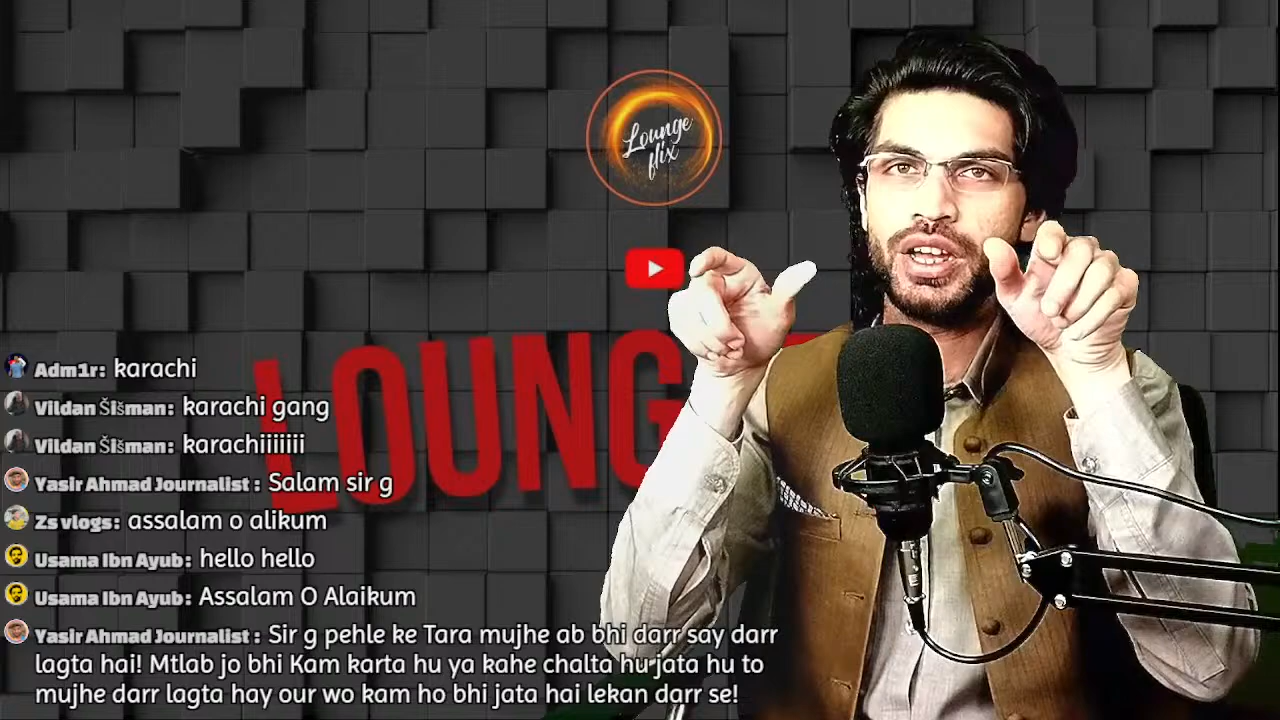 Lounge
flix
LOUNG
Adm1r: karachi
Vildan Šišman: karachi gang
Vildan Šišman: karachiiiiiii
Yasir Ahmad Journalist : Salam sir g
Zs vlogs: assalam o alikum
Usama Ibn Ayub: hello hello
Usama Ibn Ayub: Assalam O Alaikum
Yasir Ahmad Journalist : Sir g pehle ke Tara mujhe ab bhi darr say darr
lagta hai! Mtlab jo bhi Kam karta hu ya kahe chalta hu jata hu to
mujhe darr lagta hay our wo kam ho bhi jata hai lekan darr se!